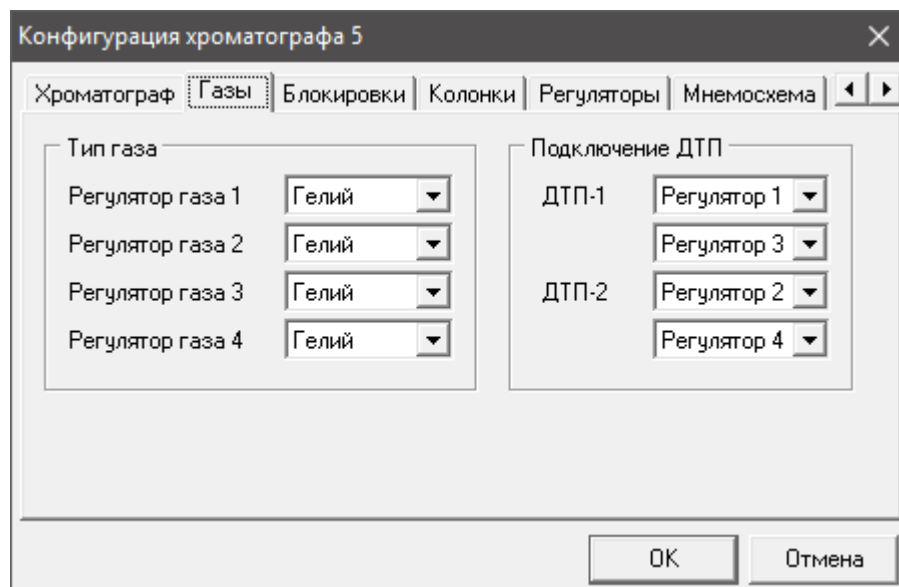 Конфигурация хроматографа 5
Хроматограф Газы Блокировки Колонки Регуляторы Мнемосхема
Тип газа Подключение ДТП
Регулятор газа 1 Гелий ДТП-1 Регулятор 1
Регулятор газа 2 Гелий Регулятор 3
Регулятор газа 3 Гелий ДТП-2 Регулятор 2
Регулятор газа 4 Гелий Регулятор 4
OK Отмена